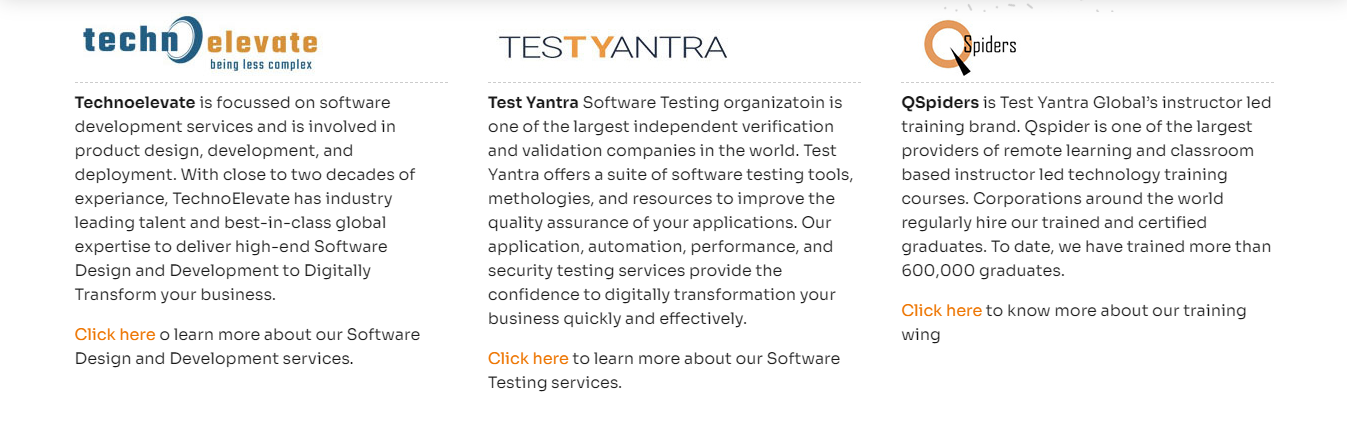 techn elevate
being less complex
Technoelevate is focussed on software
development services and is involved in
product design, development, and
deployment. With close to two decades of
experiance, TechnoElevate has industry
leading talent and best-in-class global
expertise to deliver high-end Software
Design and Development to Digitally
Transform your business.
Click here o learn more about our Software
Design and Development services.
TESTYANTRA
Test Yantra Software Testing organizatoin is
one of the largest independent verification
and validation companies in the world. Test
Yantra offers a suite of software testing tools,
methologies, and resources to improve the
quality assurance of your applications. Our
application, automation, performance, and
security testing services provide the
confidence to digitally transformation your
business quickly and effectively.
Click here to learn more about our Software
Testing services.
QSpiders
QSpiders is Test Yantra Global’s instructor led
training brand. Qspider is one of the largest
providers of remote learning and classroom
based instructor led technology training
courses. Corporations around the world
regularly hire our trained and certified
graduates. To date, we have trained more than
600,000 graduates.
Click here to know more about our training
wing